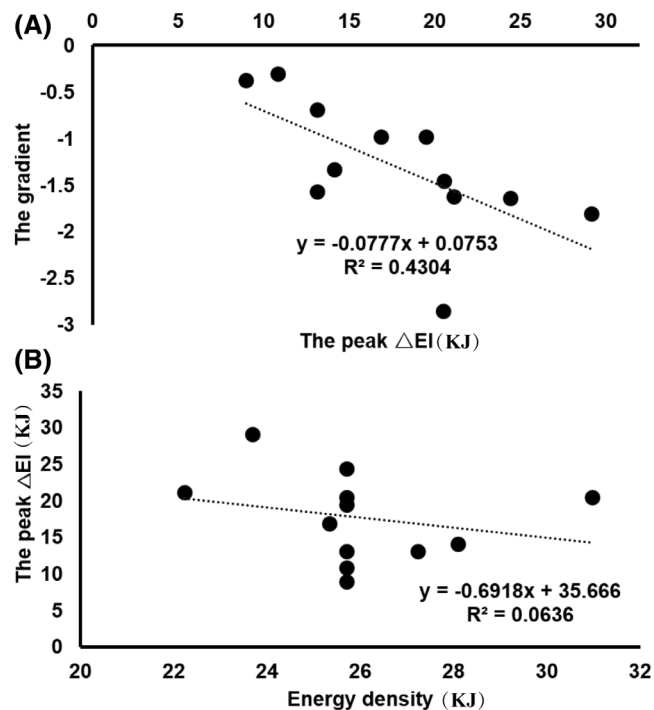 (A)
0 5 10 15 20 25 30
0
-0.5
-1
-1.5
-2
-2.5
-3
The gradient
y = -0.0777x + 0.0753
R² = 0.4304
The peak △EI(KJ)
(B)
35
30
25
20
15
10
5
0
The peak △EI (KJ)
y = -0.6918x + 35.666
R² = 0.0636
20 22 24 26 28 30 32
Energy density (KJ)